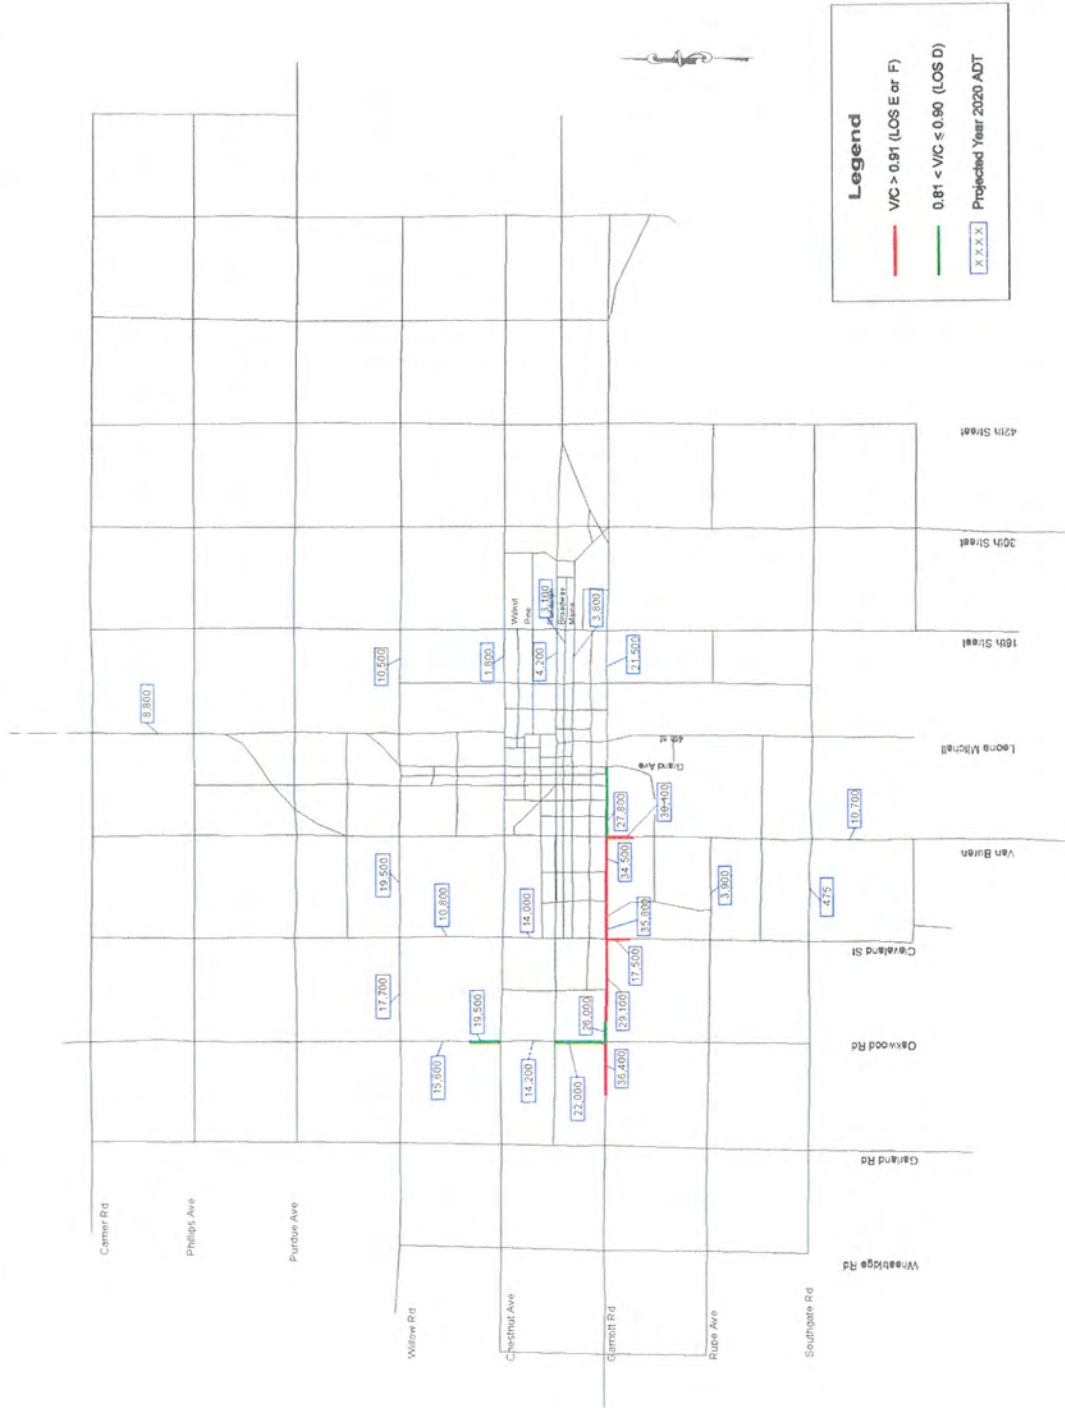 Legend
V/C > 0.91 (LOS E or F)
0.81 < V/C ≤ 0.90 (LOS D)
XXXX
Projected Year 2020 ADT
Carrier Rd
Phillips Ave
Purdue Ave
Willow Rd
Chestnut Ave
Garriott Rd
Rupe Ave
Southgate Rd
Wheatridge Rd
Garland Rd
Oakwood Rd
Cleveland St
Van Buren
Leona Mitchell
16th Street
30th Street
42th Street
Grand Ave
4th st
Walnut
Pine
Broadway
Maine
8,800
10,500
1,800
4,200
3,100
3,800
21,500
19,500
10,800
14,000
27,800
30,100
34,500
35,800
10,700
3,900
475
17,700
17,500
29,100
26,000
19,500
15,600
14,200
22,000
36,400